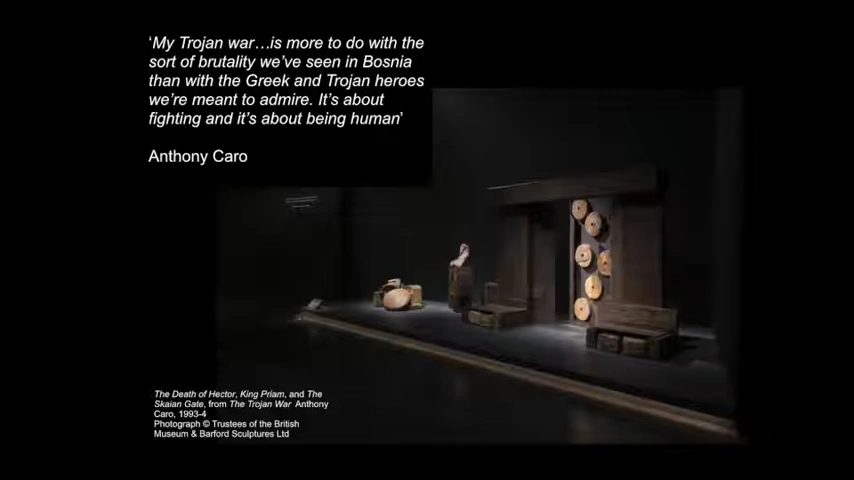 ‘My Trojan war…is more to do with the
sort of brutality we’ve seen in Bosnia
than with the Greek and Trojan heroes
we’re meant to admire. It’s about
fighting and it’s about being human’
Anthony Caro
The Death of Hector, King Priam, and The
Skaian Gate, from The Trojan War Anthony
Caro, 1993-4
Photograph © Trustees of the British
Museum & Barford Sculptures Ltd